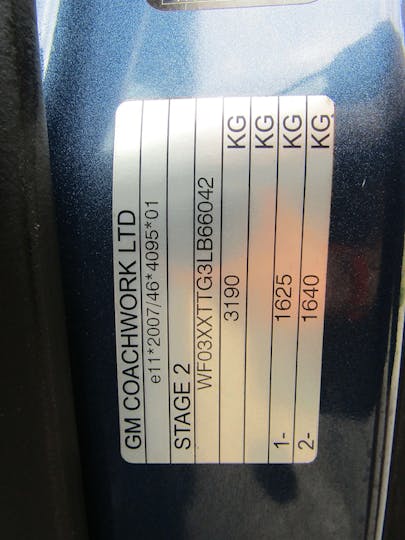 GM COACHWORK LTD
e11*2007/46*4095*01
STAGE 2
WF03XXTTG3LB66042
3190 KG
KG
1- 1625 KG
2- 1640 KG